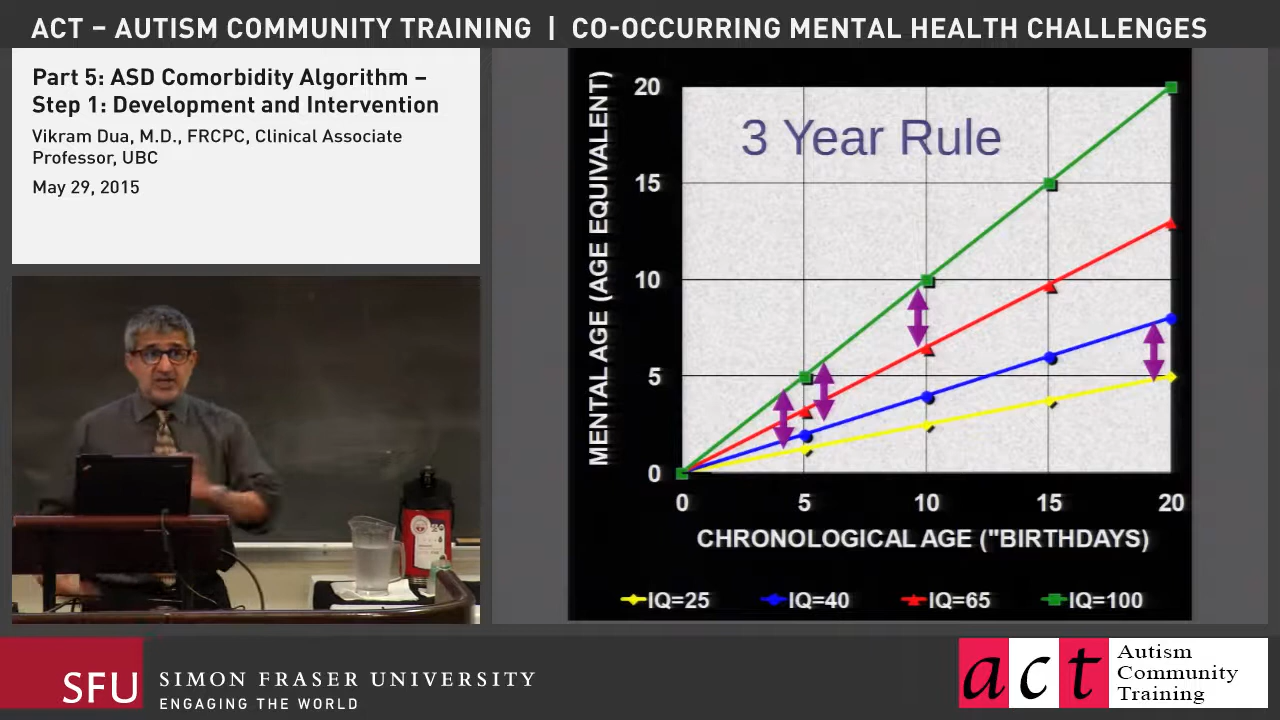 ACT – AUTISM COMMUNITY TRAINING | CO-OCCURRING MENTAL HEALTH CHALLENGES
Part 5: ASD Comorbidity Algorithm –
Step 1: Development and Intervention
Vikram Dua, M.D., FRCPC, Clinical Associate
Professor, UBC
May 29, 2015
3 Year Rule
MENTAL AGE (AGE EQUIVALENT)
20
15
10
5
0
0 5 10 15 20
CHRONOLOGICAL AGE ("BIRTHDAYS)
IQ=25 IQ=40 IQ=65 IQ=100
SFU SIMON FRASER UNIVERSITY
ENGAGING THE WORLD
act
Autism
Community
Training